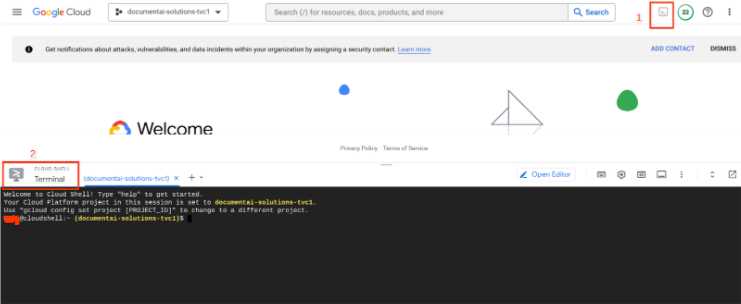 Google Cloud documentai-solutions-tvc1 Search (/) for resources, docs, products, and more Search 1. 32
Get notifications about attacks, vulnerabilities, and data incidents within your organization by assigning a security contact. Learn more ADD CONTACT DISMISS
Welcome
Privacy Policy · Terms of Service
2.
CLOUD SHELL
Terminal (documentai-solutions-tvc1) × + Open Editor
Welcome to Cloud Shell! Type "help" to get started.
Your Cloud Platform project in this session is set to documentai-solutions-tvc1.
Use "gcloud config set project [PROJECT_ID]" to change to a different project.
@cloudshell:~ (documentai-solutions-tvc1)$